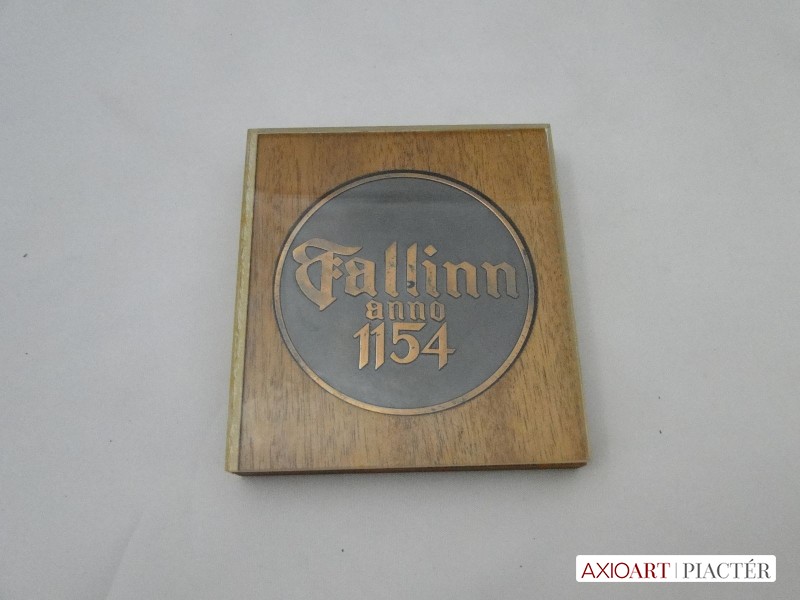 Tallinn
anno
1154
AXIOART | PIACTÉR